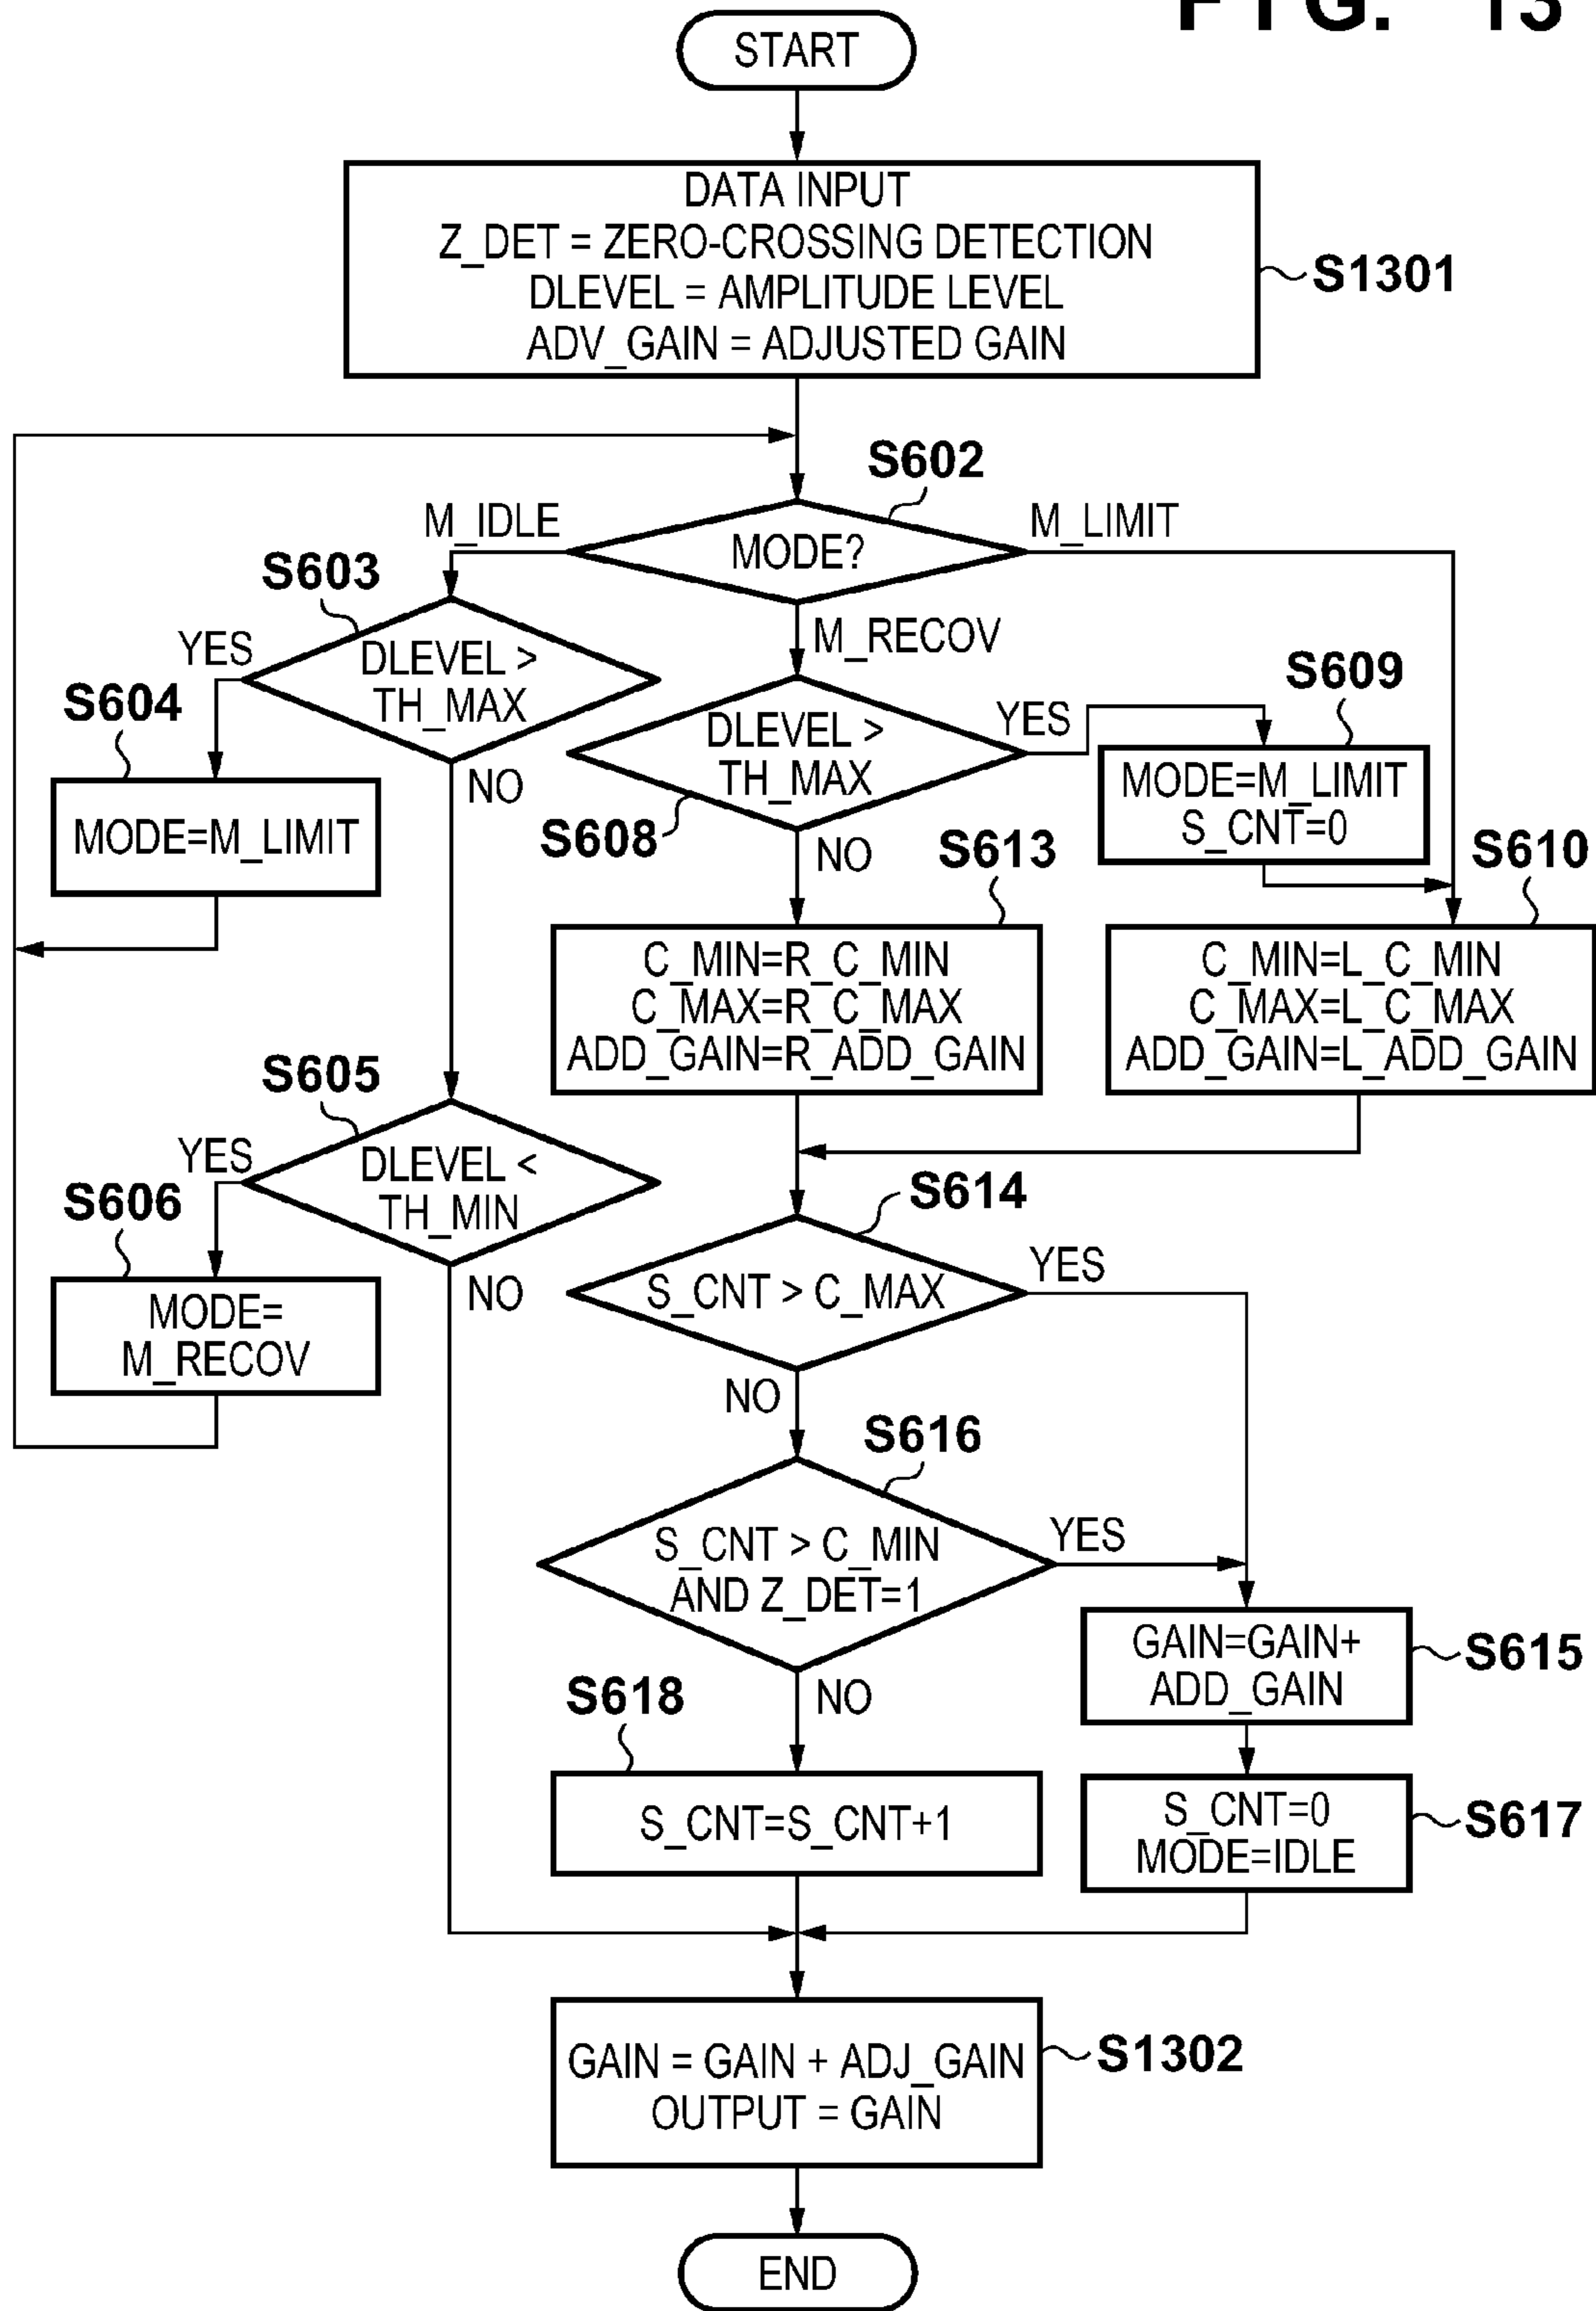 FIG. 13
START
DATA INPUT
Z_DET = ZERO-CROSSING DETECTION
DLEVEL = AMPLITUDE LEVEL
ADV_GAIN = ADJUSTED GAIN
S1301
S602
M_IDLE
M_LIMIT
MODE?
S603
M_RECOV
YES
DLEVEL >
TH_MAX
S604
NO
MODE=M_LIMIT
DLEVEL >
TH_MAX
YES
S608
NO
S609
MODE=M_LIMIT
S_CNT=0
S613
C_MIN=R_C_MIN
C_MAX=R_C_MAX
ADD_GAIN=R_ADD_GAIN
S610
C_MIN=L_C_MIN
C_MAX=L_C_MAX
ADD_GAIN=L_ADD_GAIN
S605
YES
DLEVEL <
TH_MIN
S606
NO
MODE=
M_RECOV
S614
S_CNT > C_MAX
YES
NO
S616
S_CNT > C_MIN
AND Z_DET=1
YES
NO
GAIN=GAIN+
ADD_GAIN
S615
S618
S_CNT=S_CNT+1
S_CNT=0
MODE=IDLE
S617
GAIN = GAIN + ADJ_GAIN
OUTPUT = GAIN
S1302
END